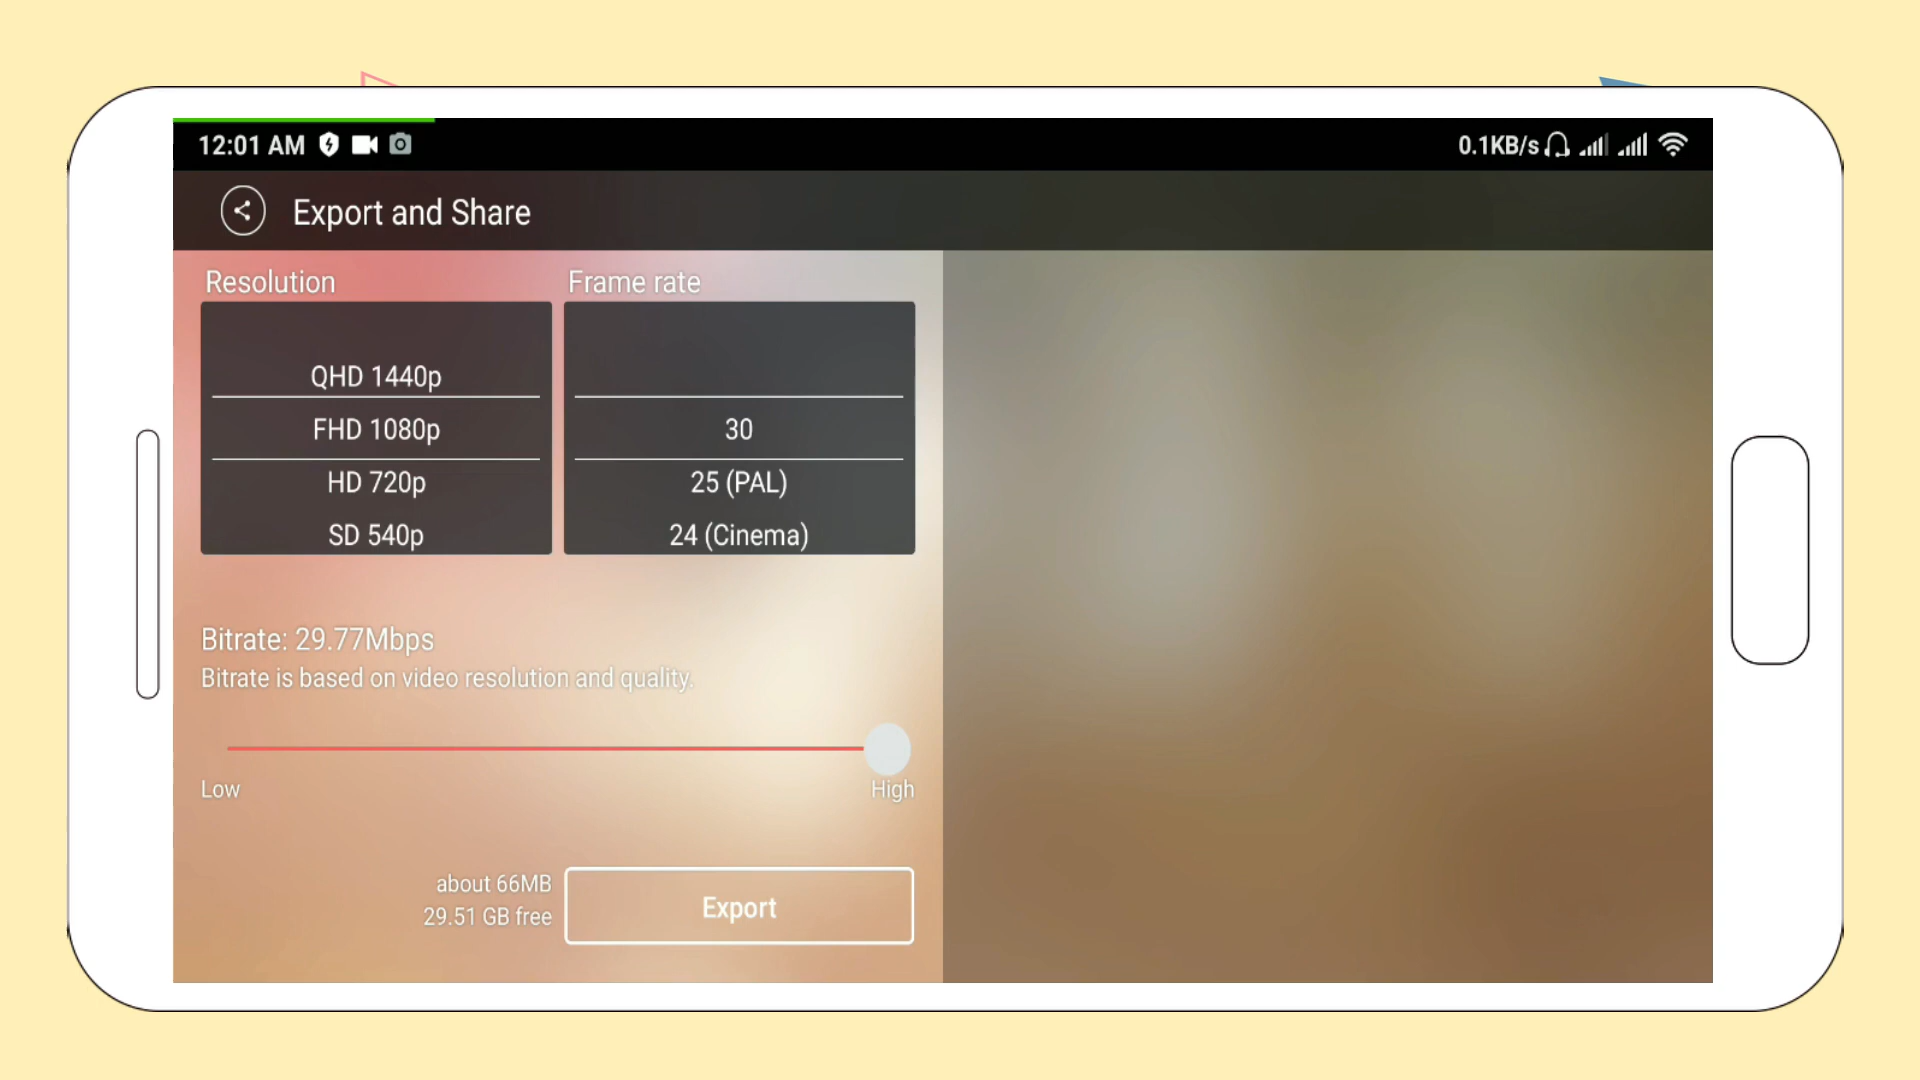 12:01 AM 0.1KB/s
Export and Share
Resolution Frame rate
QHD 1440p
FHD 1080p 30
HD 720p 25 (PAL)
SD 540p 24 (Cinema)
Bitrate: 29.77Mbps
Bitrate is based on video resolution and quality.
Low High
about 66MB
29.51 GB free
Export